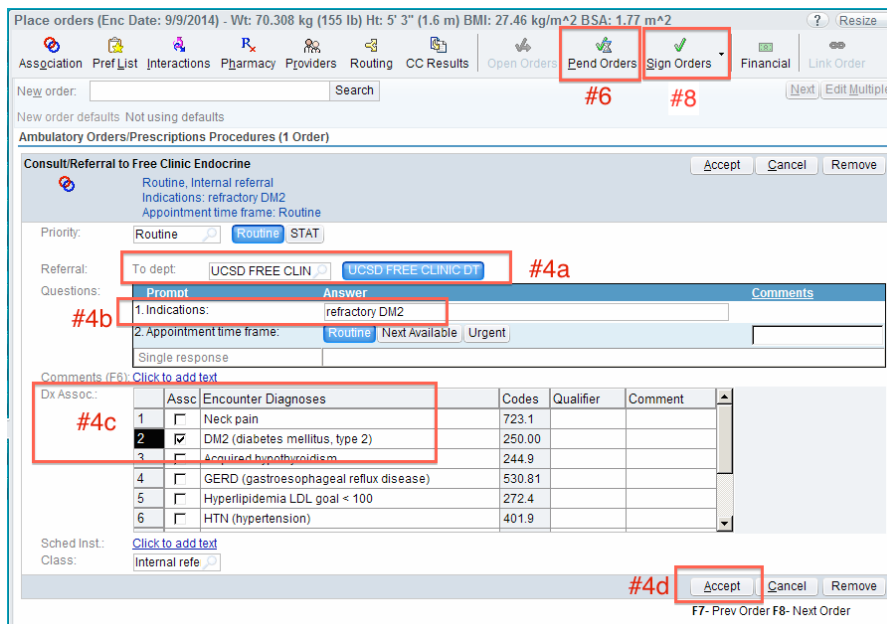 Place orders (Enc Date: 9/9/2014) - Wt: 70.308 kg (155 lb) Ht: 5' 3" (1.6 m) BMI: 27.46 kg/m^2 BSA: 1.77 m^2 ? (Resize
Association Pref List Interactions Pharmacy Providers Routing CC Results Open Orders Pend Orders Sign Orders Financial Link Order
#6 #8
New order: Search Next Edit Multiple
New order defaults Not using defaults
Ambulatory Orders/Prescriptions Procedures (1 Order)
Consult/Referral to Free Clinic Endocrine Accept Cancel Remove
Routine, Internal referral
Indications: refractory DM2
Appointment time frame: Routine
Priority: Routine Routine STAT
Referral: To dept: UCSD FREE CLIN UCSD FREE CLINIC DT #4a
Questions: Prompt Answer Comments
#4b 1. Indications: refractory DM2
2. Appointment time frame: Routine Next Available Urgent
Single response
Comments (F6): Click to add text
Dx Assoc.: Assc Encounter Diagnoses Codes Qualifier Comment
#4c
1 Neck pain 723.1
2 DM2 (diabetes mellitus, type 2) 250.00
3 Acquired hypothyroidism 244.9
4 GERD (gastroesophageal reflux disease) 530.81
5 Hyperlipidemia LDL goal < 100 272.4
6 HTN (hypertension) 401.9
Sched Inst.: Click to add text
Class: Internal refe
#4d Accept Cancel Remove
F7- Prev Order F8- Next Order